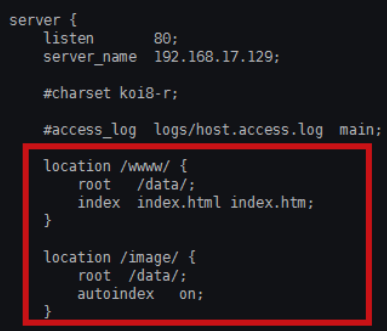 server {
listen 80;
server_name 192.168.17.129;
#charset koi8-r;
#access_log logs/host.access.log main;
location /wwww/ {
root /data/;
index index.html index.htm;
}
location /image/ {
root /data/;
autoindex on;
}